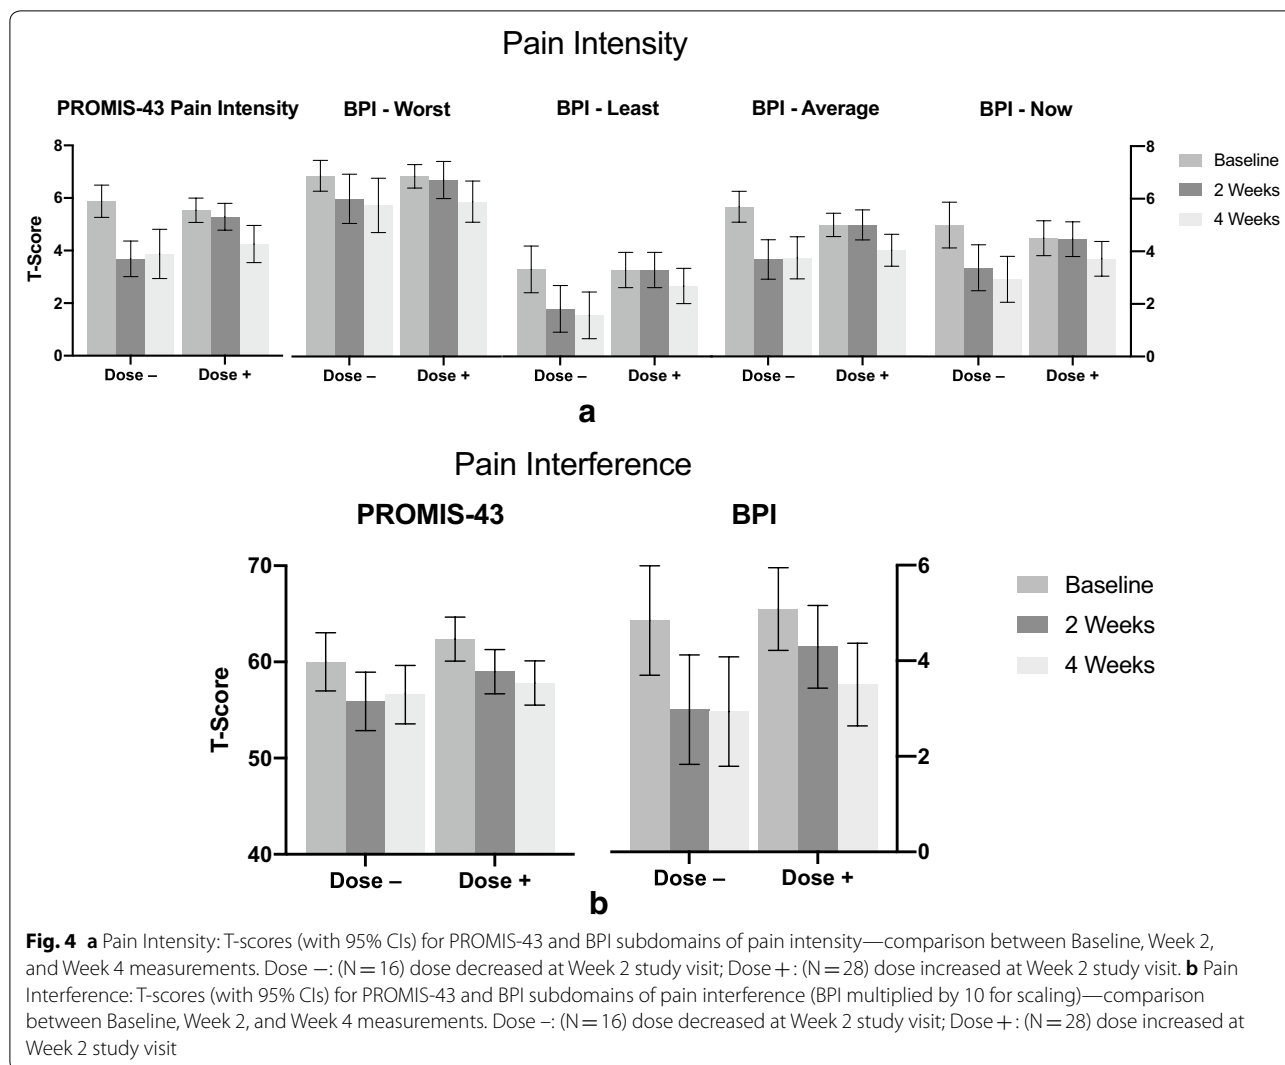 Pain Intensity
PROMIS-43 Pain Intensity
BPI - Worst
BPI - Least
BPI - Average
BPI - Now
8
6
4
2
0
T-Score
Dose –
Dose +
Dose –
Dose +
Dose –
Dose +
Dose –
Dose +
Dose –
Dose +
8
6
4
2
0
Baseline
2 Weeks
4 Weeks
a
Pain Interference
PROMIS-43
BPI
70
60
50
40
T-Score
Dose –
Dose +
Dose –
Dose +
6
4
2
0
Baseline
2 Weeks
4 Weeks
b
Fig. 4 a Pain Intensity: T-scores (with 95% CIs) for PROMIS-43 and BPI subdomains of pain intensity—comparison between Baseline, Week 2,
and Week 4 measurements. Dose −: (N = 16) dose decreased at Week 2 study visit; Dose +: (N = 28) dose increased at Week 2 study visit. b Pain
Interference: T-scores (with 95% CIs) for PROMIS-43 and BPI subdomains of pain interference (BPI multiplied by 10 for scaling)—comparison
between Baseline, Week 2, and Week 4 measurements. Dose –: (N = 16) dose decreased at Week 2 study visit; Dose +: (N = 28) dose increased at
Week 2 study visit